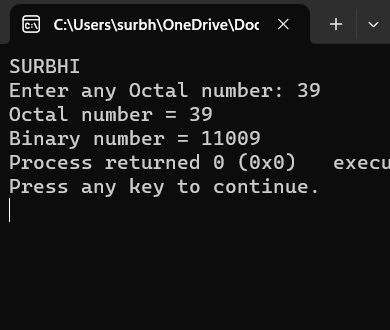 C:\Users\surbh\OneDrive\Doc
SURBHI
Enter any Octal number: 39
Octal number = 39
Binary number = 11009
Process returned 0 (0x0)   execu
Press any key to continue.